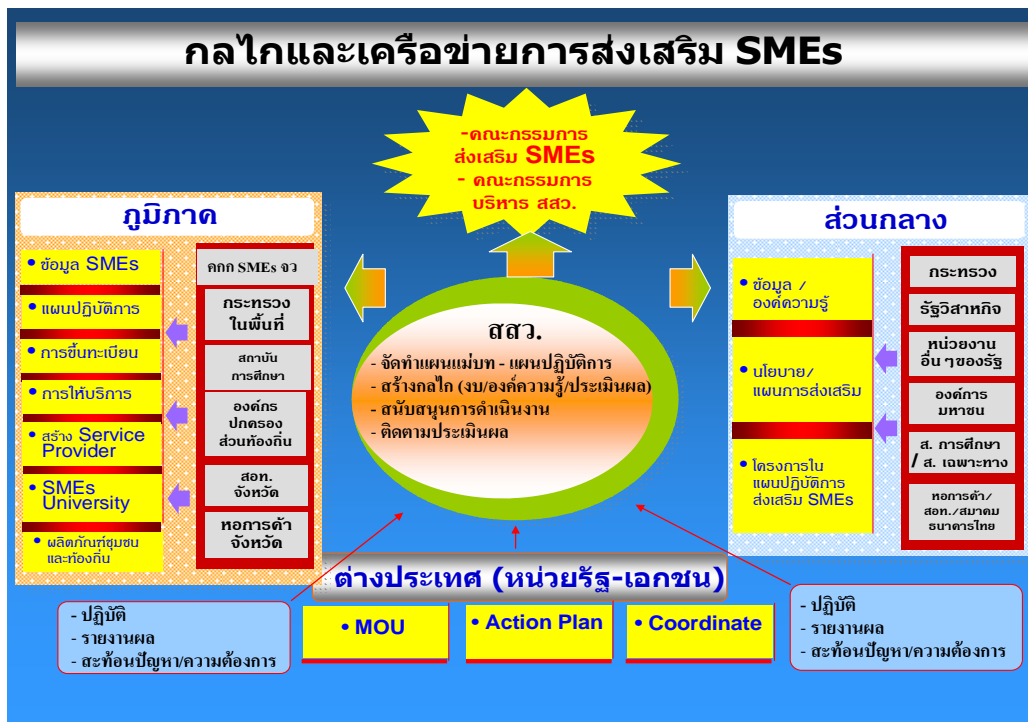 กลไกและเครือข่ายการส่งเสริม SMEs
-คณะกรรมการ
ส่งเสริม SMEs
- คณะกรรมการ
บริหาร สสว.
ภูมิภาค
• ข้อมูล SMEs
• แผนปฏิบัติการ
• การขึ้นทะเบียน
• การให้บริการ
• สร้าง Service
Provider
• SMEs
University
• ผลิตภัณฑ์ชุมชน
และท้องถิ่น
คกก SMEs จว
กระทรวง
ในพื้นที่
สถาบัน
การศึกษา
องค์กร
ปกครอง
ส่วนท้องถิ่น
สอท.
จังหวัด
หอการค้า
จังหวัด
สสว.
- จัดทำแผนแม่บท - แผนปฏิบัติการ
- สร้างกลไก (งบ/องค์ความรู้/ประเมินผล)
- สนับสนุนการดำเนินงาน
- ติดตามประเมินผล
ส่วนกลาง
• ข้อมูล /
องค์ความรู้
• นโยบาย/
แผนการส่งเสริม
• โครงการใน
แผนปฏิบัติการ
ส่งเสริม SMEs
กระทรวง
รัฐวิสาหกิจ
หน่วยงาน
อื่น ๆของรัฐ
องค์การ
มหาชน
ส. การศึกษา
/ ส. เฉพาะทาง
หอการค้า/
สอท./สมาคม
ธนาคารไทย
ต่างประเทศ (หน่วยรัฐ-เอกชน)
• MOU
• Action Plan
• Coordinate
- ปฏิบัติ
- รายงานผล
- สะท้อนปัญหา/ความต้องการ
- ปฏิบัติ
- รายงานผล
- สะท้อนปัญหา/ความต้องการ